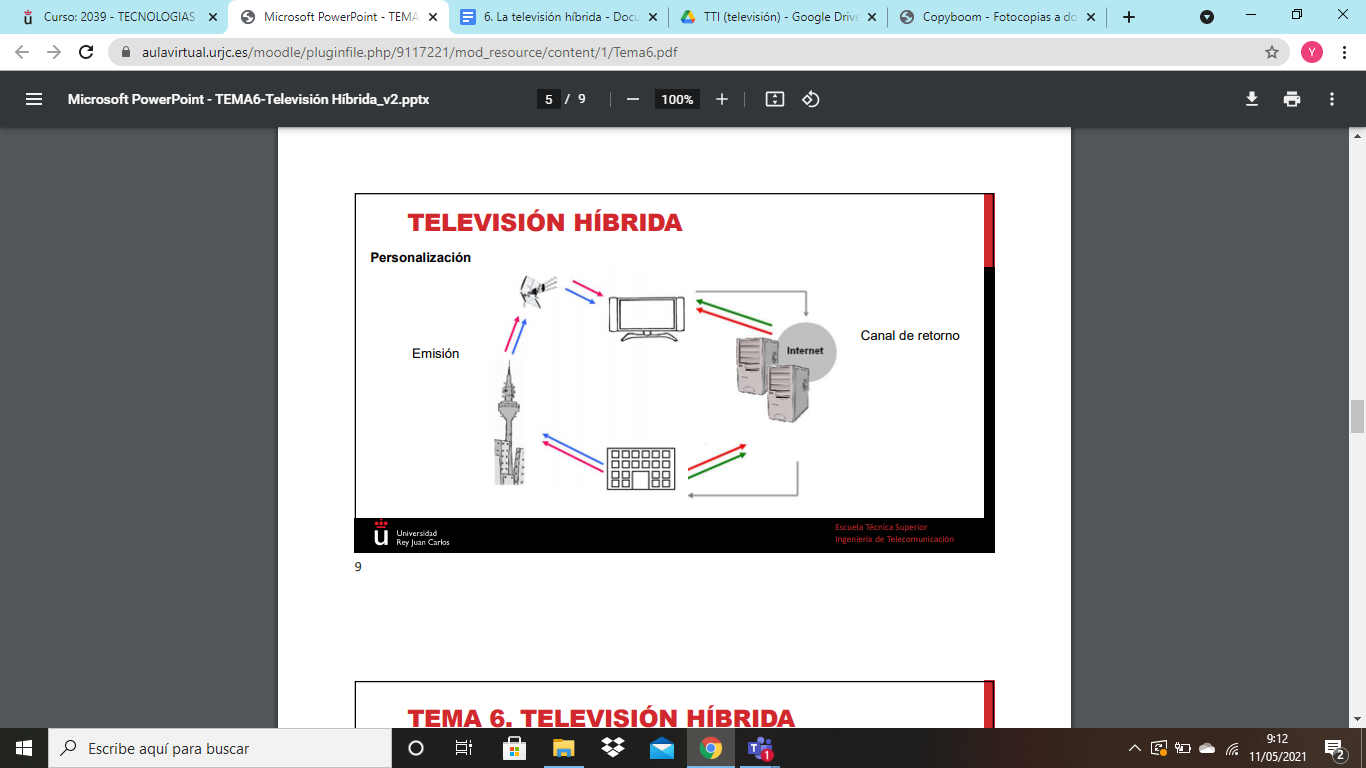 Curso: 2039 - TECNOLOGIAS
Microsoft PowerPoint - TEMA
6. La televisión híbrida - Docu
TTI (televisión) - Google Drive
Copyboom - Fotocopias a do
aulavirtual.urjc.es/moodle/pluginfile.php/9117221/mod_resource/content/1/Tema6.pdf
Y
Microsoft PowerPoint - TEMA6-Televisión Híbrida_v2.pptx
5 / 9
100%
TELEVISIÓN HÍBRIDA
Personalización
Emisión
Internet
Canal de retorno
Universidad
Rey Juan Carlos
Escuela Técnica Superior
Ingeniería de Telecomunicación
9
TEMA 6. TELEVISIÓN HÍBRIDA
Escribe aquí para buscar
1
9:12
11/05/2021
2